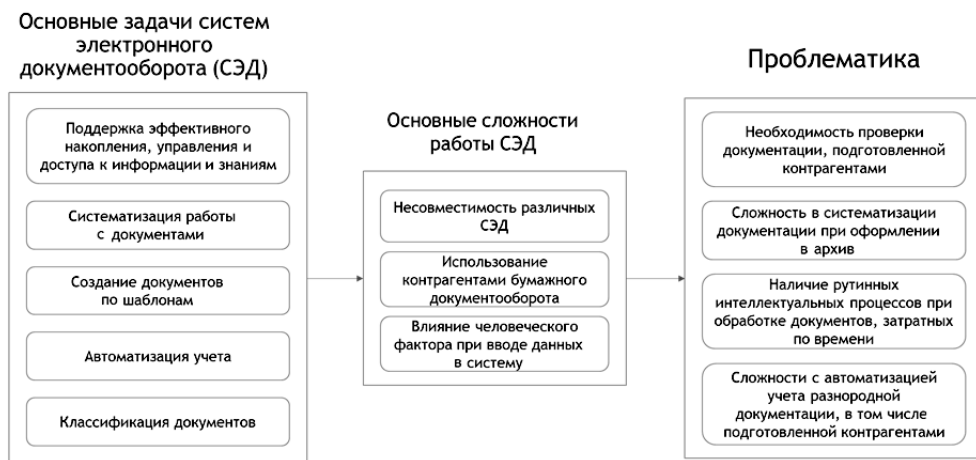 Основные задачи систем
электронного
документооборота (СЭД)
Поддержка эффективного
накопления, управления и
доступа к информации и знаниям
Систематизация работы
с документами
Создание документов
по шаблонам
Автоматизация учета
Классификация документов
Основные сложности
работы СЭД
Несовместимость различных
СЭД
Использование
контрагентами бумажного
документооборота
Влияние человеческого
фактора при вводе данных
в систему
Проблематика
Необходимость проверки
документации, подготовленной
контрагентами
Сложность в систематизации
документации при оформлении
в архив
Наличие рутинных
интеллектуальных процессов при
обработке документов, затратных
по времени
Сложности с автоматизацией
учета разнородной
документации, в том числе
подготовленной контрагентами